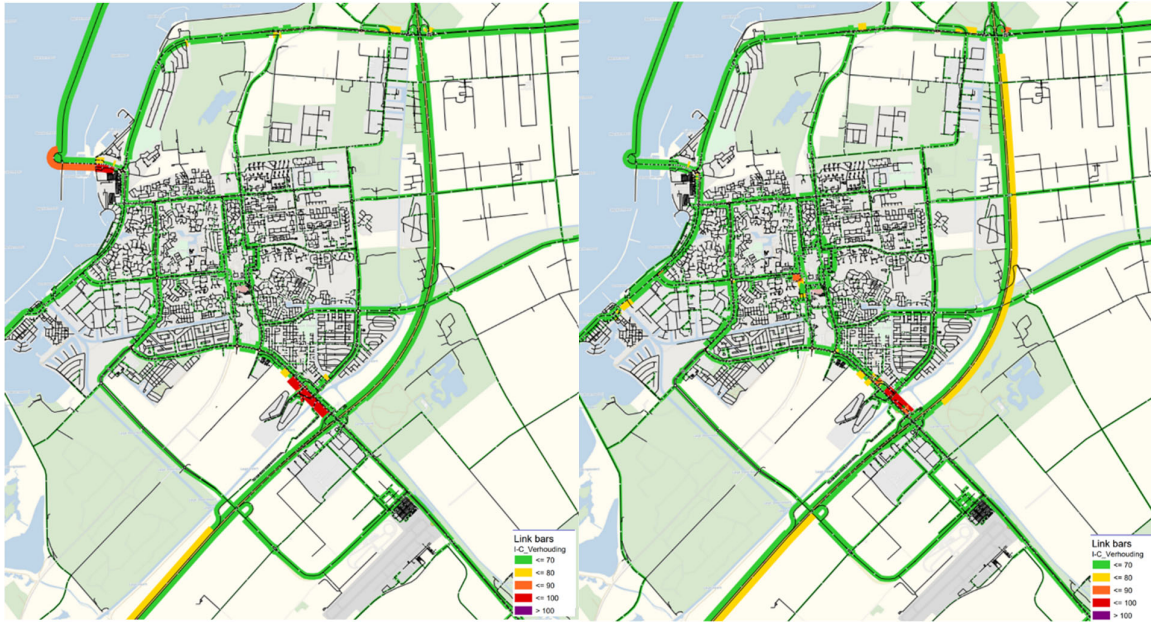 Link bars
I-C_Verhouding
<= 70
<= 80
<= 90
<= 100
> 100
Link bars
I-C_Verhouding
<= 70
<= 80
<= 90
<= 100
> 100